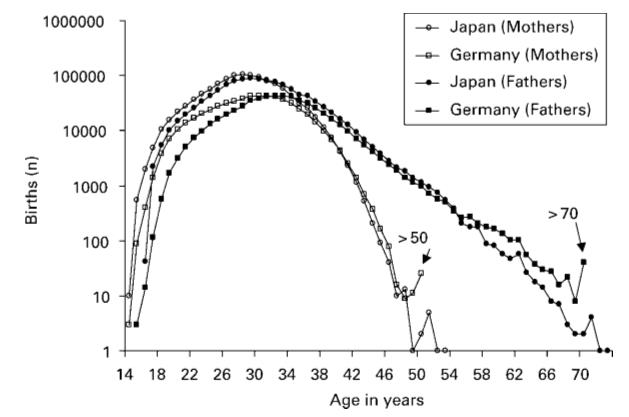 1000000
100000
10000
1000
100
10
1
Births (n)
Japan (Mothers)
Germany (Mothers)
Japan (Fathers)
Germany (Fathers)
>70
>50
14 18 22 26 30 34 38 42 46 50 54 58 62 66 70
Age in years